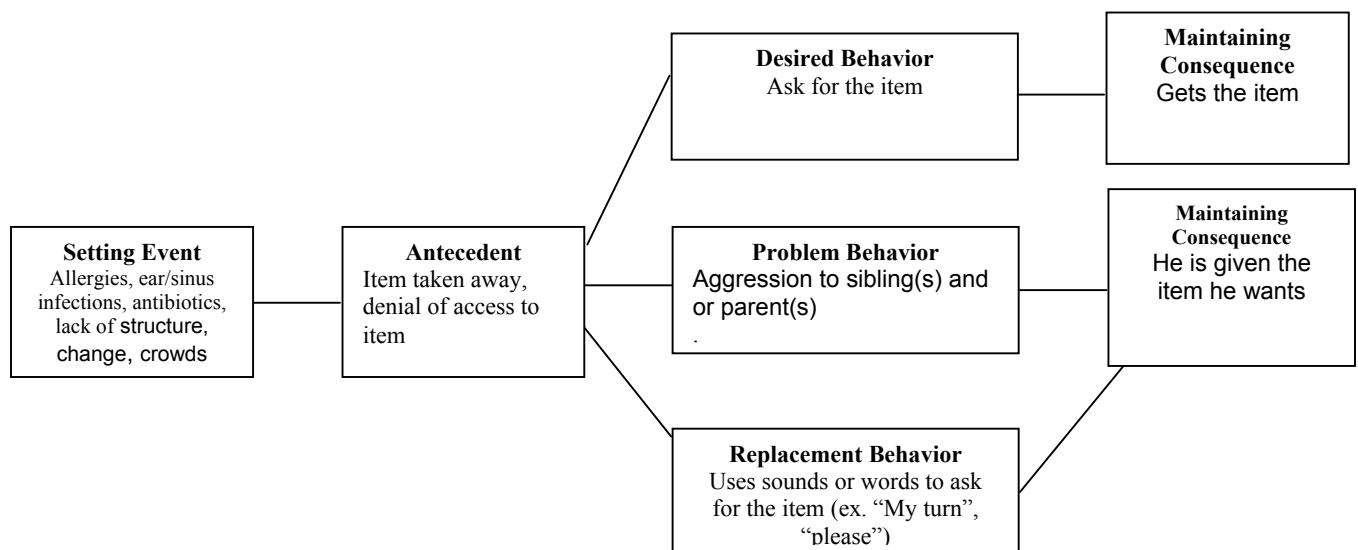 Desired Behavior
Ask for the item
Maintaining
Consequence
Gets the item
Setting Event
Allergies, ear/sinus
infections, antibiotics,
lack of structure,
change, crowds
Antecedent
Item taken away,
denial of access to
item
Problem Behavior
Aggression to sibling(s) and
or parent(s)
.
Maintaining
Consequence
He is given the
item he wants
Replacement Behavior
Uses sounds or words to ask
for the item (ex. “My turn”,
“please”)